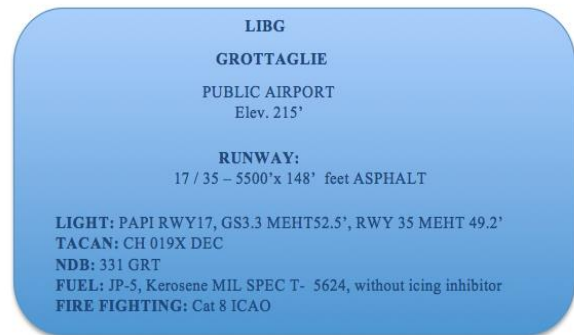 LIBG
GROTTAGLIE
PUBLIC AIRPORT
Elev. 215’
RUNWAY:
17 / 35 – 5500’x 148’ feet ASPHALT
LIGHT: PAPI RWY17, GS3.3 MEHT52.5’, RWY 35 MEHT 49.2’
TACAN: CH 019X DEC
NDB: 331 GRT
FUEL: JP-5, Kerosene MIL SPEC T- 5624, without icing inhibitor
FIRE FIGHTING: Cat 8 ICAO